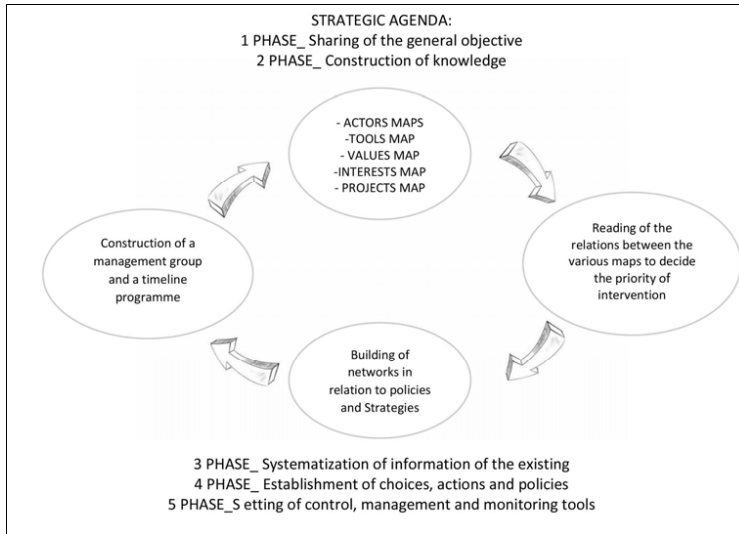 STRATEGIC AGENDA:
1 PHASE_ Sharing of the general objective
2 PHASE_ Construction of knowledge
- ACTORS MAPS
-TOOLS MAP
- VALUES MAP
-INTERESTS MAP
- PROJECTS MAP
Construction of a
management group
and a timeline
programme
Reading of the
relations between the
various maps to decide
the priority of
intervention
Building of
networks in
relation to policies
and Strategies
3 PHASE_ Systematization of information of the existing
4 PHASE_ Establishment of choices, actions and policies
5 PHASE_S etting of control, management and monitoring tools